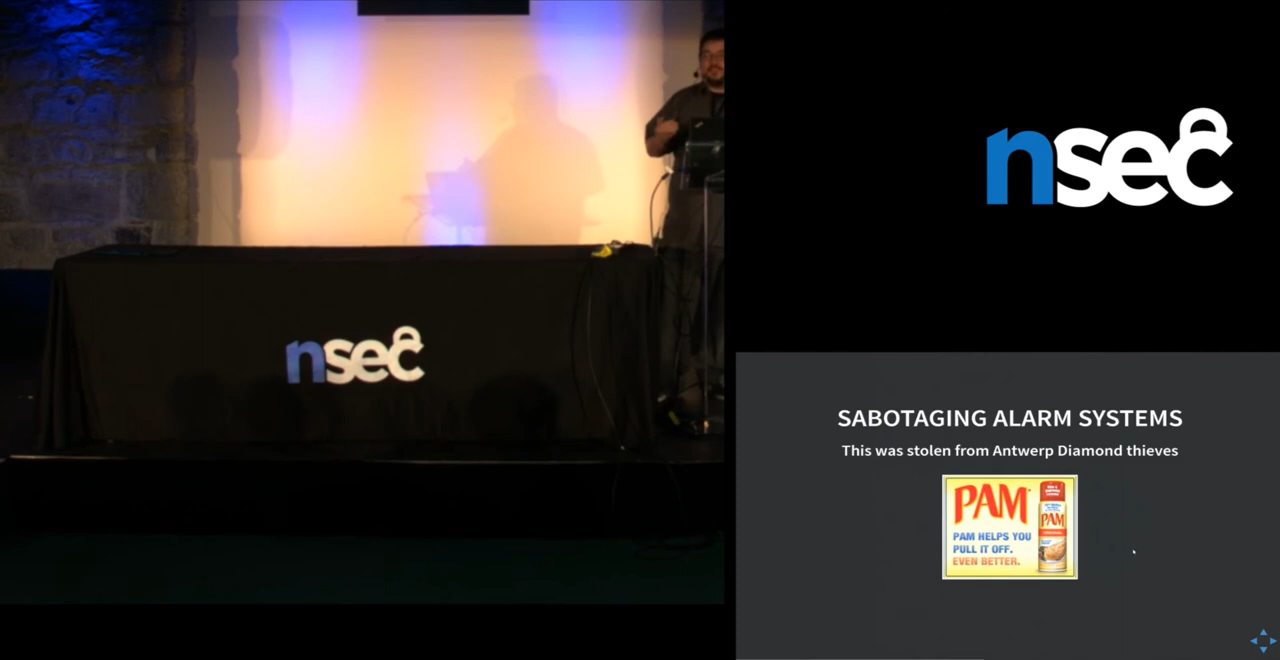 nsec
nsec
SABOTAGING ALARM SYSTEMS
This was stolen from Antwerp Diamond thieves
PAM
PAM HELPS YOU
PULL IT OFF.
EVEN BETTER.
PAM